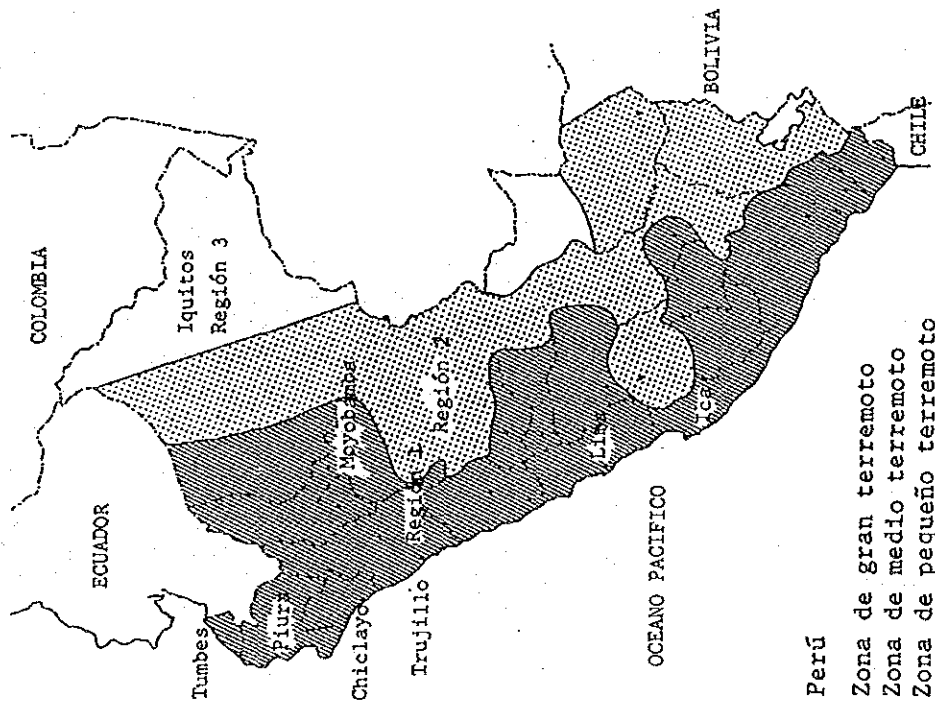 COLOMBIA
ECUADOR
Iquitos
Región 3
Tumbes
Piura
Moyobamba
Región 2
Chiclayo
Región 1
Trujillo
Lima
Ica
BOLIVIA
OCEANO PACIFICO
CHILE
Perú
Zona de gran terremoto
Zona de medio terremoto
Zona de pequeño terremoto